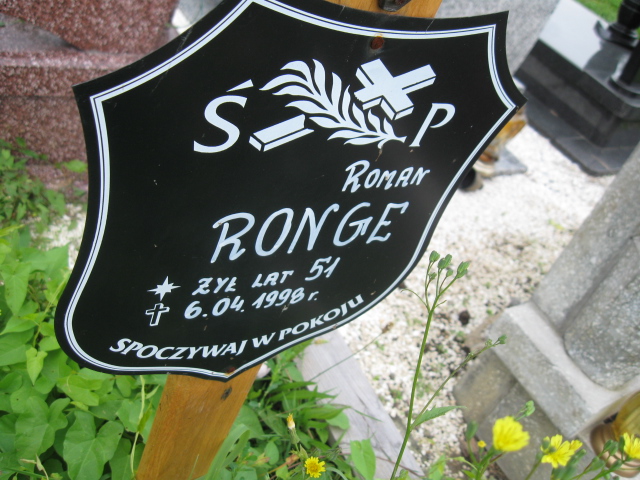 Ś P
ROMAN
RONGE
ŻYŁ LAT 51
6.04.1998 r.
SPOCZYWAJ W POKOJU